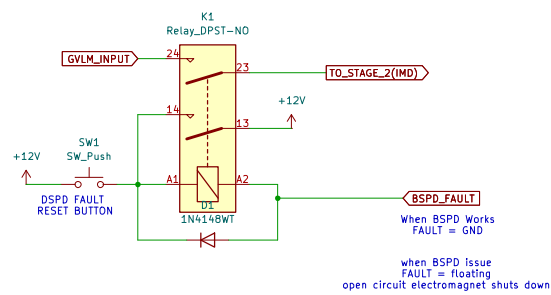 K1
Relay_DPST-NO
GVLM_INPUT
24
23
TO_STAGE_2(IMD)
14
13
+12V
SW1
SW_Push
+12V
A1
A2
DSPD FAULT
RESET BUTTON
D1
1N4148WT
BSPD_FAULT
When BSPD Works
FAULT = GND
when BSPD issue
FAULT = floating
open circuit electromagnet shuts down